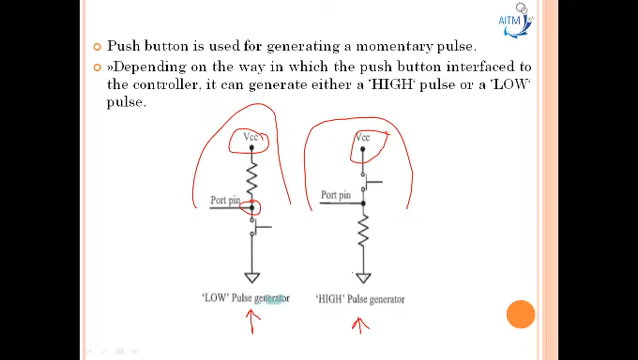 AITM
Push button is used for generating a momentary pulse.
»Depending on the way in which the push button interfaced to
the controller, it can generate either a 'HIGH' pulse or a 'LOW'
pulse.
Vcc Vcc
Port pin Port pin
'LOW' Pulse generator 'HIGH' Pulse generator